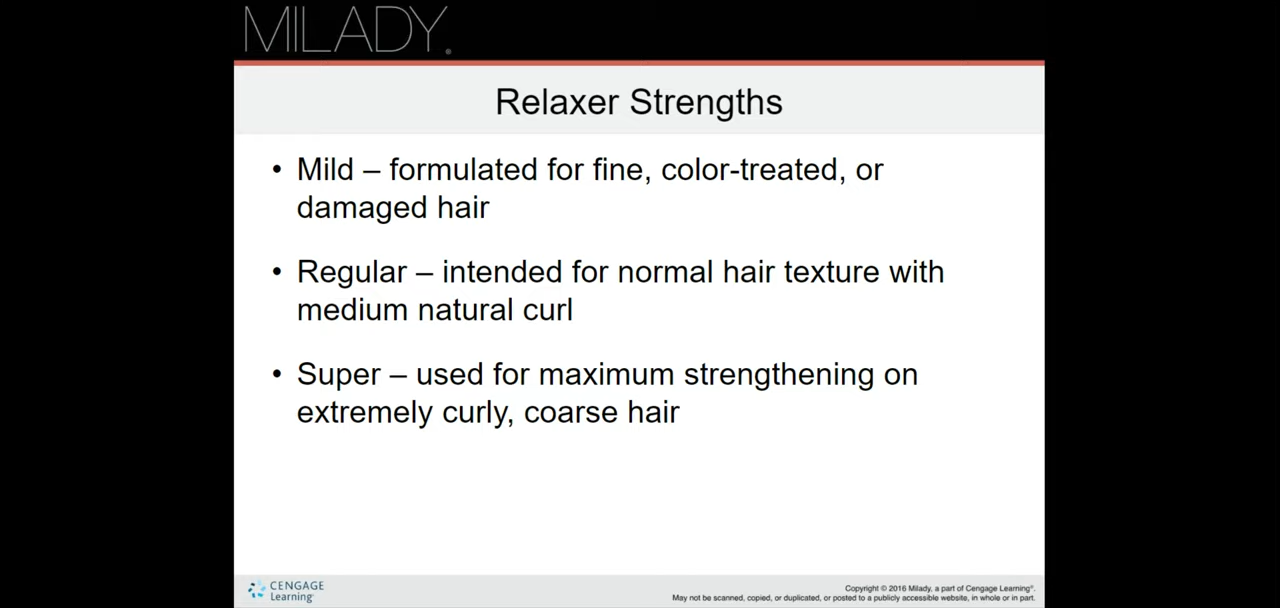 MILADY.
Relaxer Strengths
• Mild – formulated for fine, color-treated, or
damaged hair
• Regular – intended for normal hair texture with
medium natural curl
• Super – used for maximum strengthening on
extremely curly, coarse hair
CENGAGE
Learning
Copyright © 2016 Milady, a part of Cengage Learning®.
May not be scanned, copied, or duplicated, or posted to a publicly accessible website, in whole or in part.